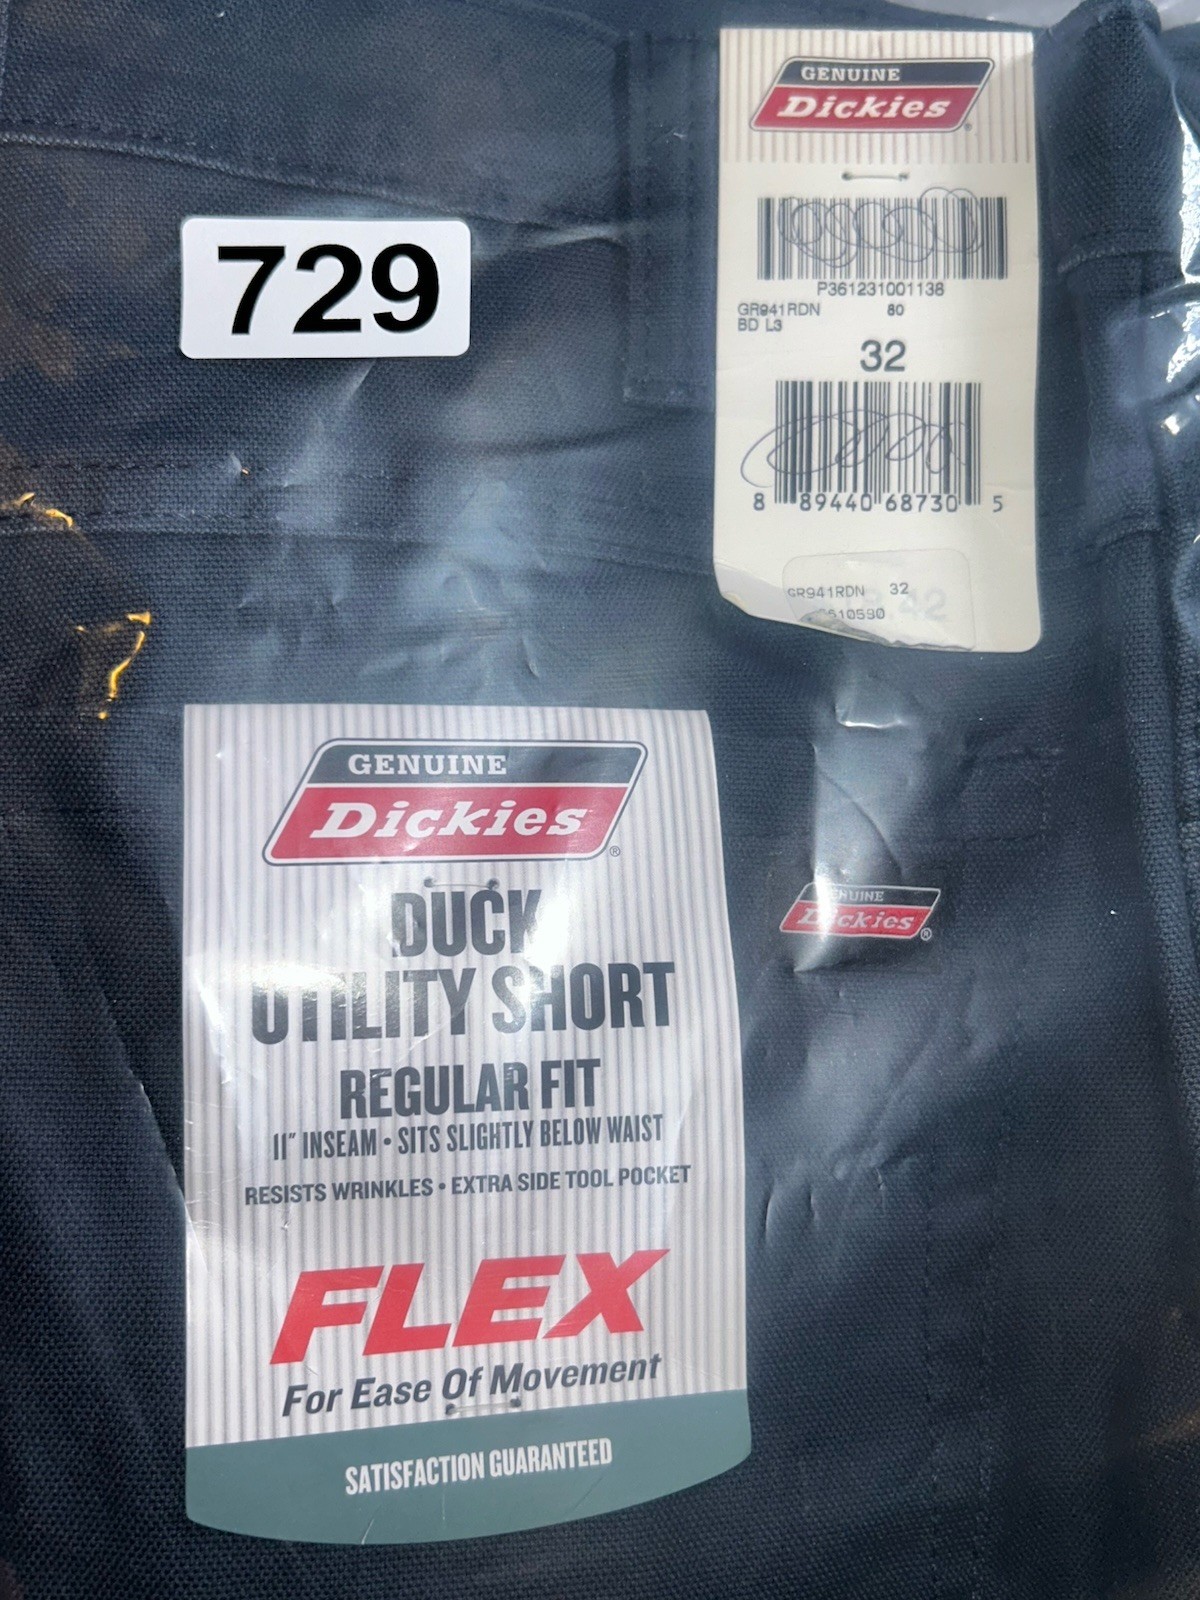 729
GENUINE
Dickies
P361231001138
GR941RDN 80
BD L3
32
8 89440 68730 5
GR941RDN 32
GENUINE
Dickies®
DUCK
UTILITY SHORT
REGULAR FIT
11" INSEAM • SITS SLIGHTLY BELOW WAIST
RESISTS WRINKLES • EXTRA SIDE TOOL POCKET
FLEX
For Ease Of Movement
SATISFACTION GUARANTEED
GENUINE
Dickies®